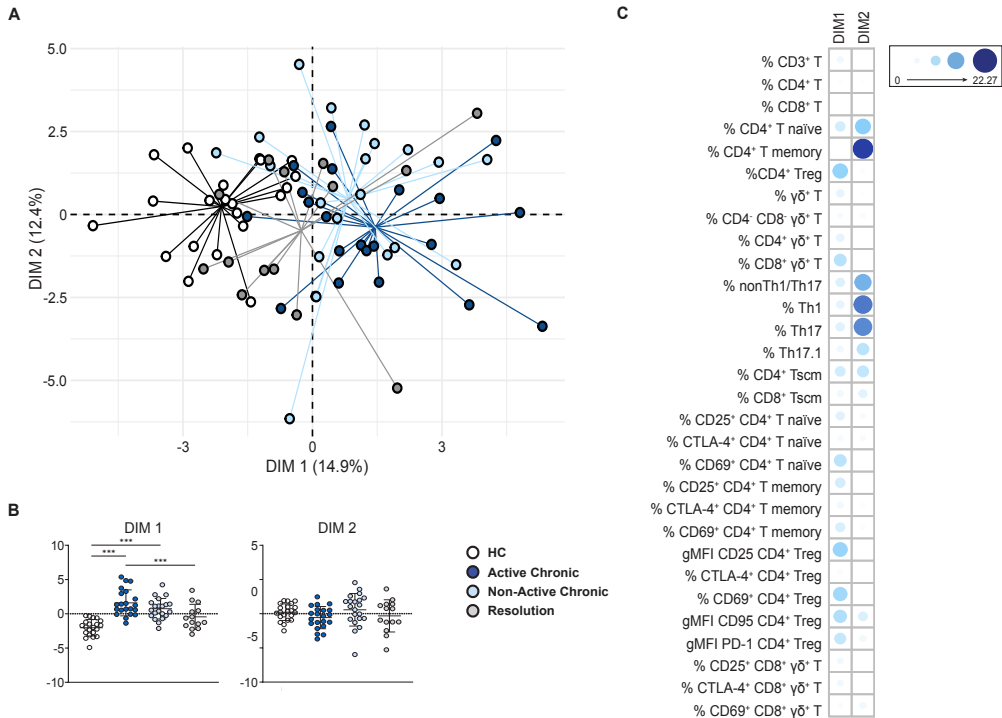 A
5.0
2.5
0
-2.5
-5.0
DIM 2 (12.4%)
-3
0
3
DIM 1 (14.9%)
B
DIM 1
DIM 2
10
5
0
-5
-10
***
***
***
5
0
-5
-10
HC
Active Chronic
Non-Active Chronic
Resolution
C
DIM1
DIM2
0
22.27
% CD3⁺ T
% CD4⁺ T
% CD8⁺ T
% CD4⁺ T naïve
% CD4⁺ T memory
%CD4⁺ Treg
% γδ⁺ T
% CD4⁻ CD8⁻ γδ⁺ T
% CD4⁺ γδ⁺ T
% CD8⁺ γδ⁺ T
% nonTh1/Th17
% Th1
% Th17
% Th17.1
% CD4⁺ Tscm
% CD8⁺ Tscm
% CD25⁺ CD4⁺ T naïve
% CTLA-4⁺ CD4⁺ T naïve
% CD69⁺ CD4⁺ T naïve
% CD25⁺ CD4⁺ T memory
% CTLA-4⁺ CD4⁺ T memory
% CD69⁺ CD4⁺ T memory
gMFI CD25 CD4⁺ Treg
% CTLA-4⁺ CD4⁺ Treg
% CD69⁺ CD4⁺ Treg
gMFI CD95 CD4⁺ Treg
gMFI PD-1 CD4⁺ Treg
% CD25⁺ CD8⁺ γδ⁺ T
% CTLA-4⁺ CD8⁺ γδ⁺ T
% CD69⁺ CD8⁺ γδ⁺ T